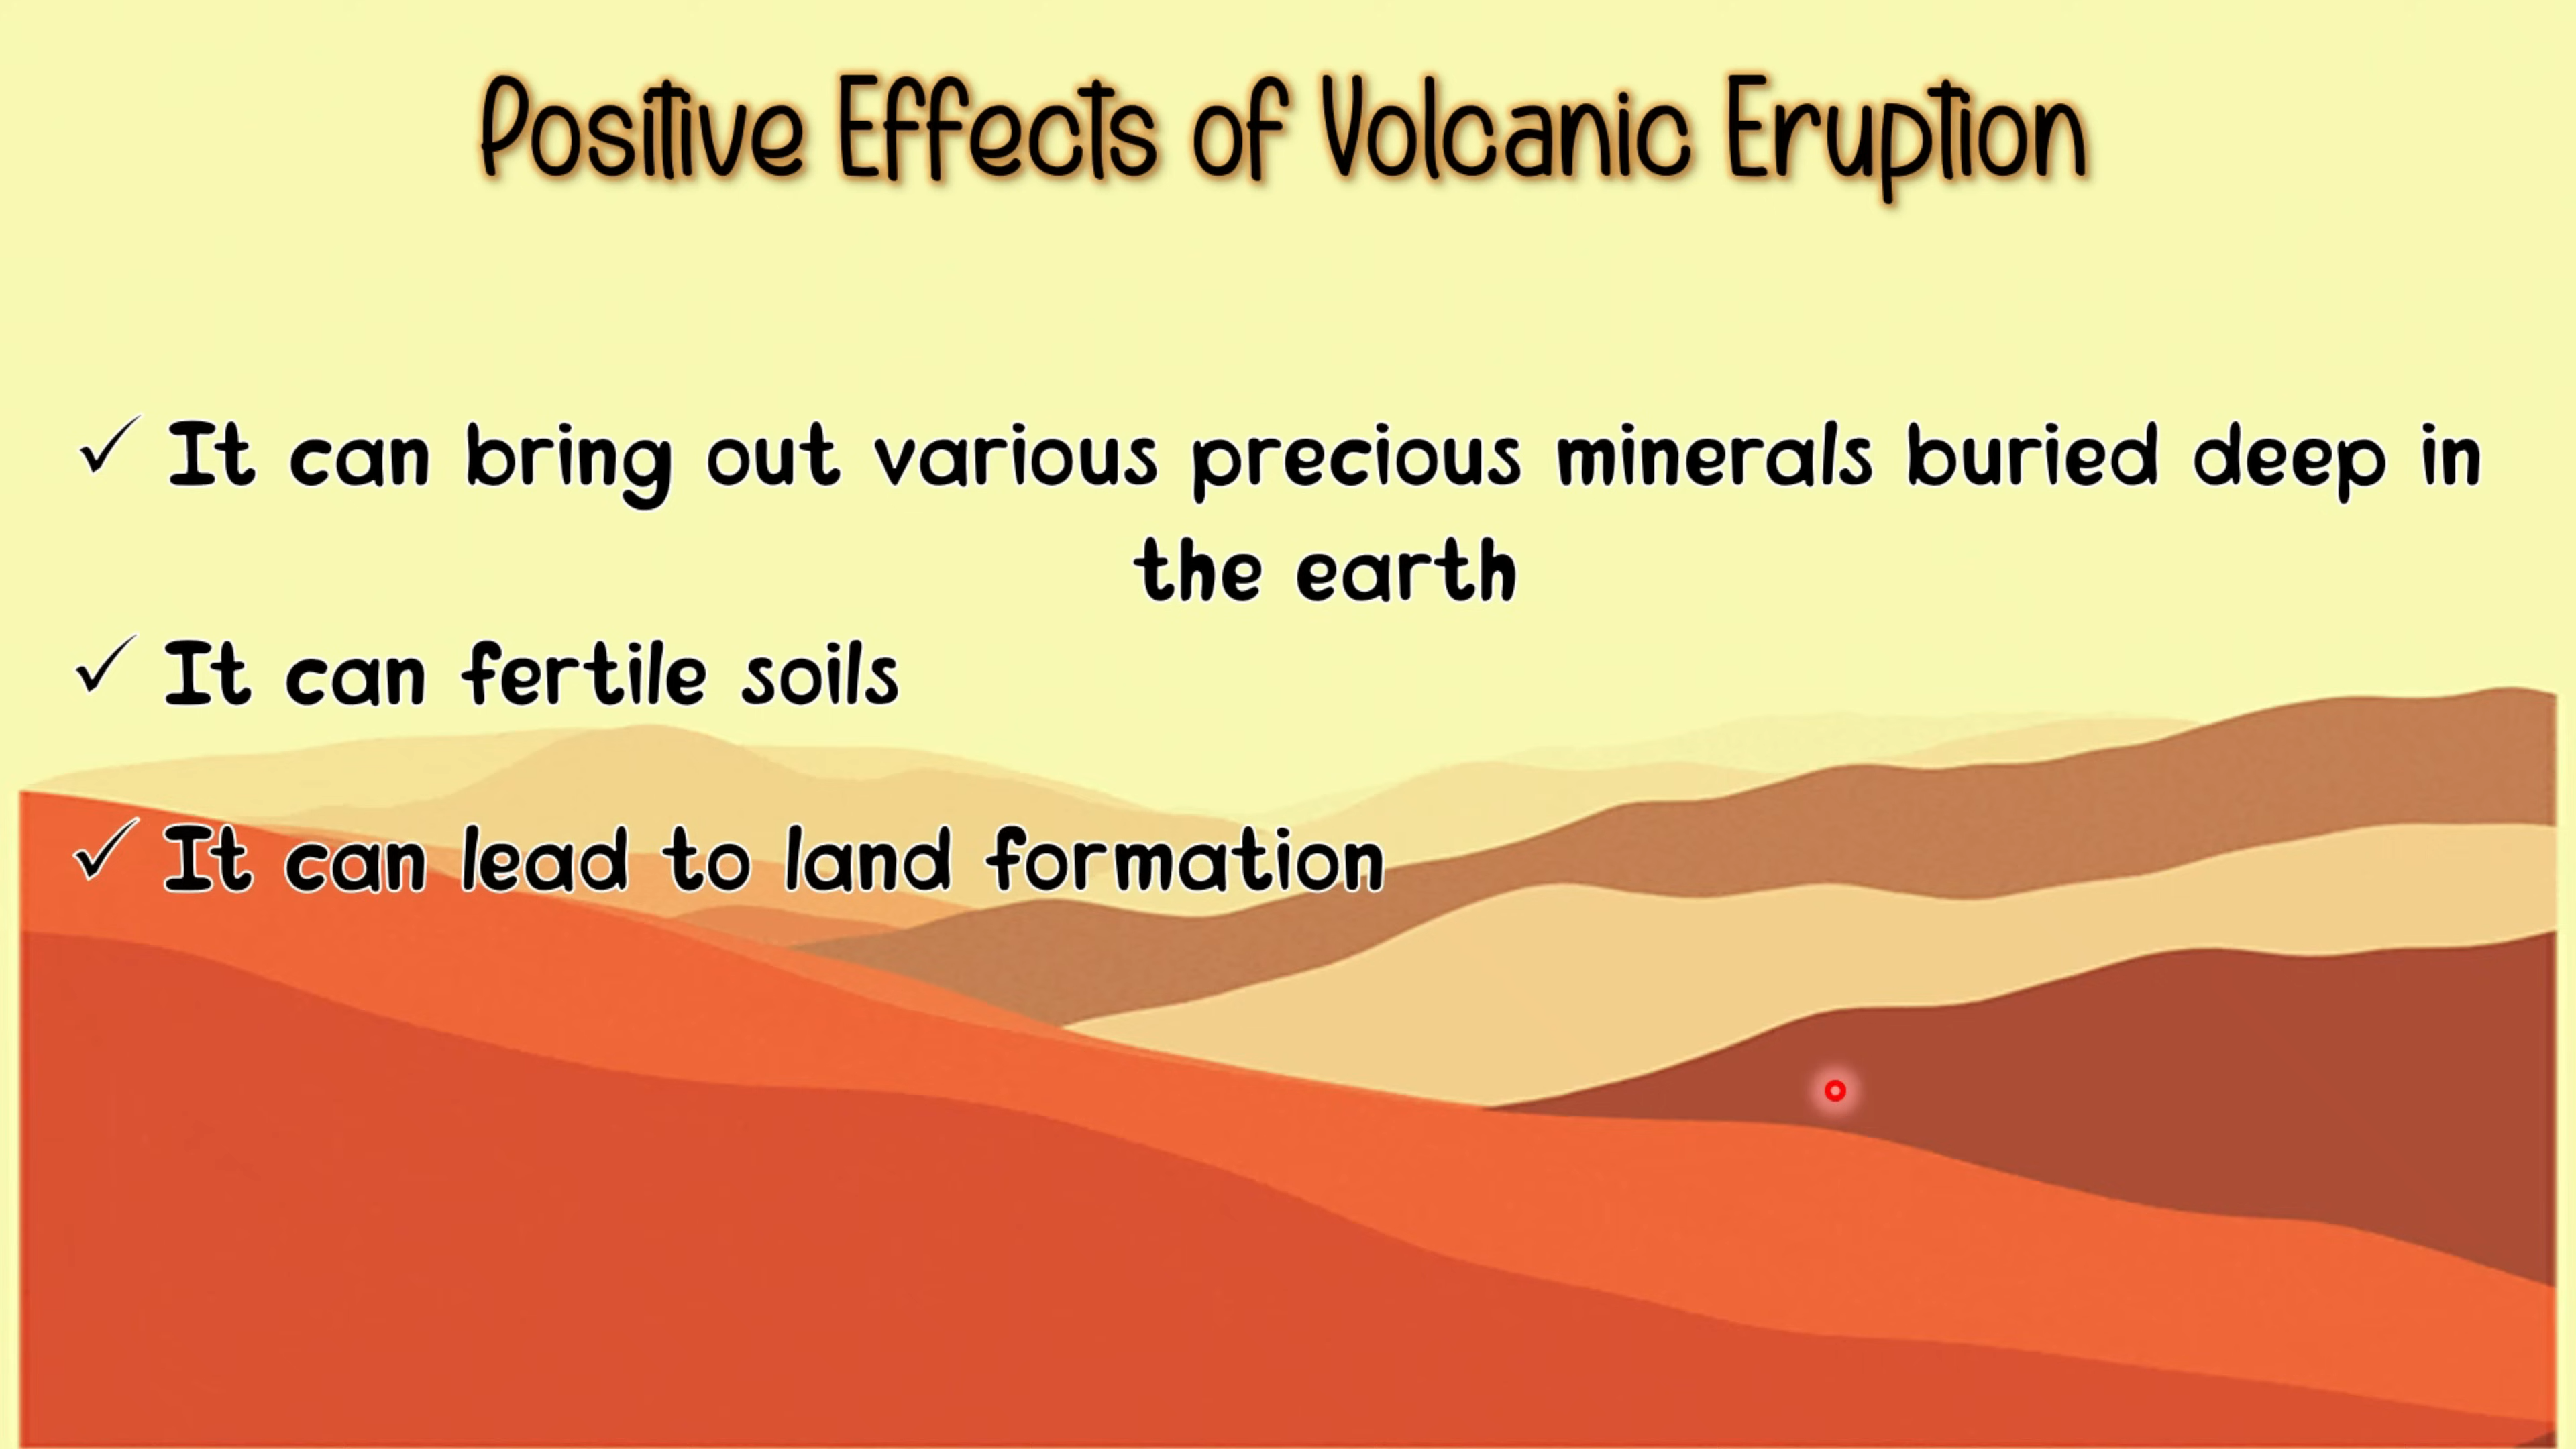 Positive Effects of Volcanic Eruption
✓ It can bring out various precious minerals buried deep in
the earth
✓ It can fertile soils
✓ It can lead to land formation